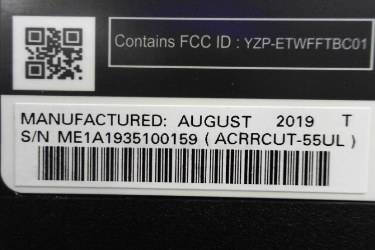 Contains FCC ID : YZP-ETWFFTBC01
MANUFACTURED: AUGUST 2019 T
S/N ME1A1935100159 ( ACRRCUT-55UL )